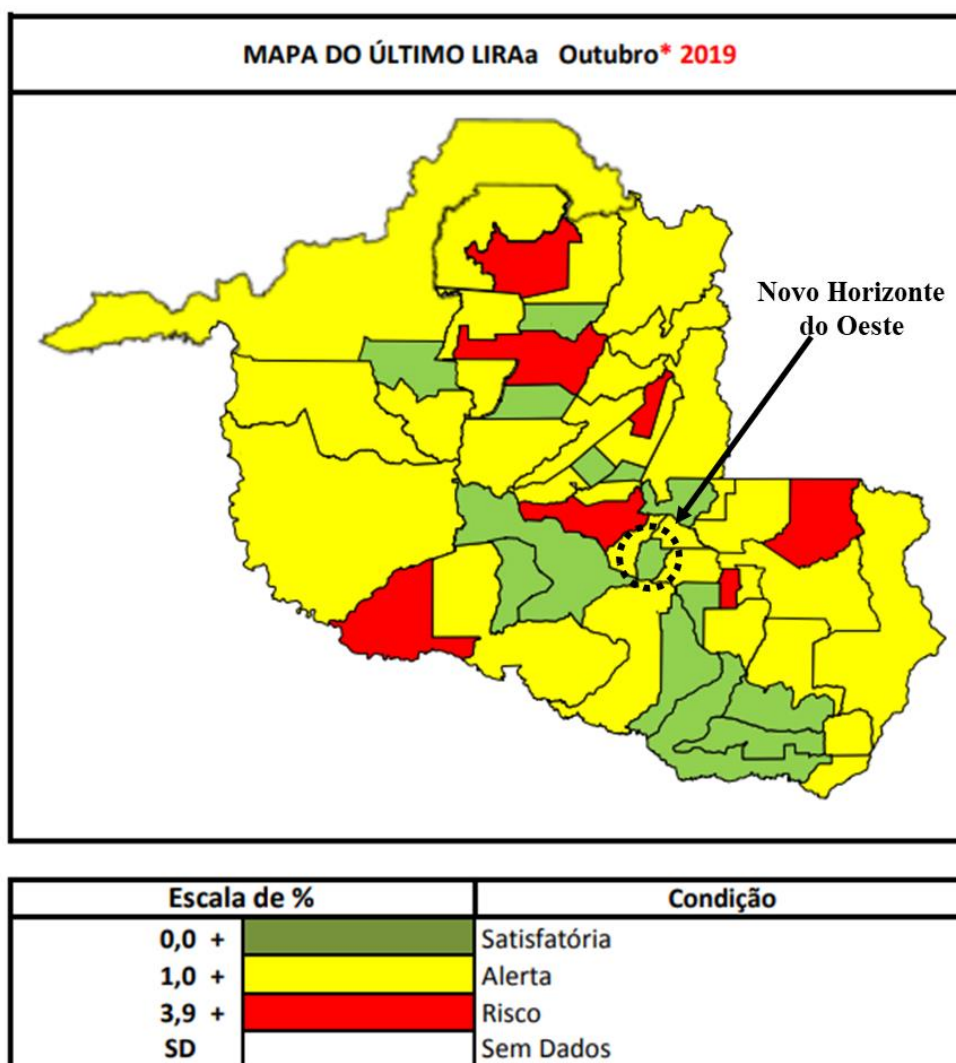 MAPA DO ÚLTIMO LIRAa Outubro* 2019
Novo Horizonte
do Oeste
Escala de % Condição
0,0 + Satisfatória
1,0 + Alerta
3,9 + Risco
SD Sem Dados